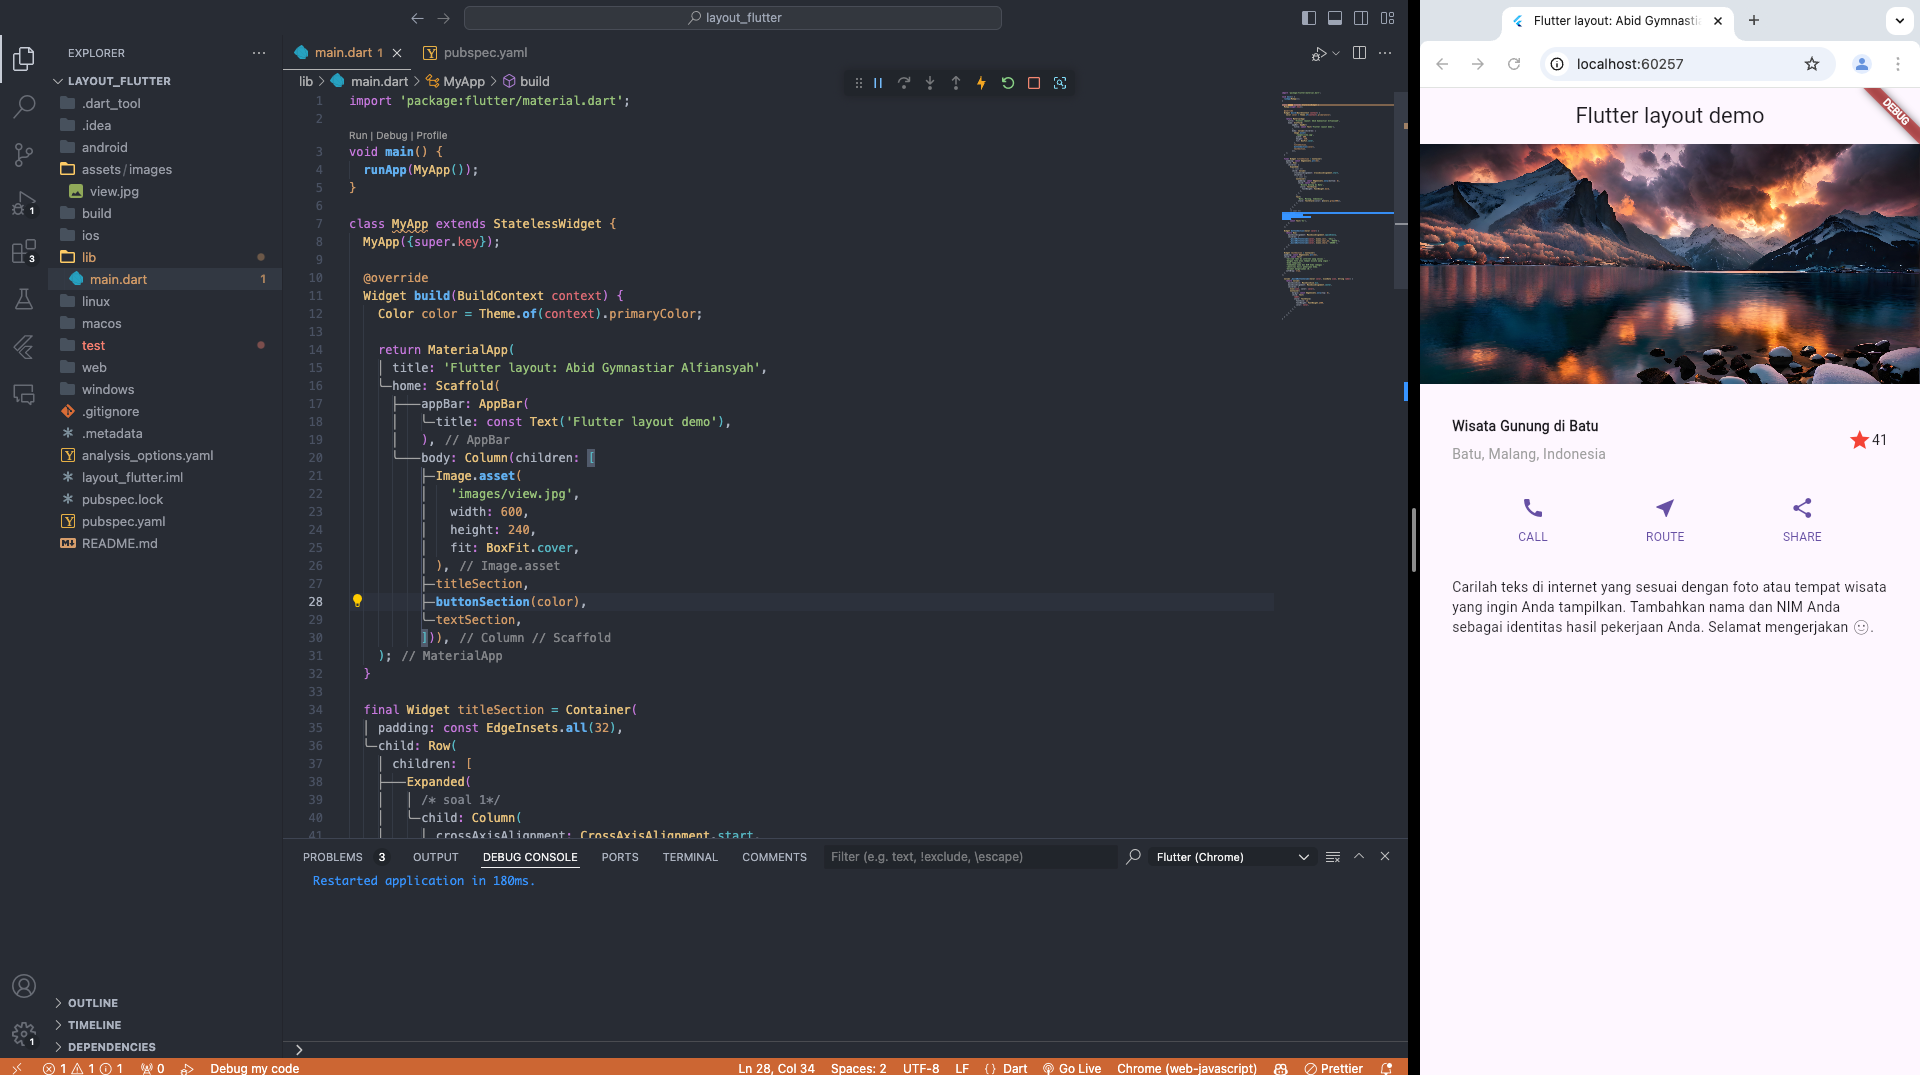 layout_flutter
EXPLORER
LAYOUT_FLUTTER
.dart_tool
.idea
android
assets/images
view.jpg
build
ios
lib
main.dart 1
linux
macos
test
web
windows
.gitignore
.metadata
analysis_options.yaml
layout_flutter.iml
pubspec.lock
pubspec.yaml
README.md
OUTLINE
TIMELINE
DEPENDENCIES
1
3
1
main.dart 1
pubspec.yaml
lib > main.dart > MyApp > build
1 import 'package:flutter/material.dart';
2
Run | Debug | Profile
3 void main() {
4 runApp(MyApp());
5 }
6
7 class MyApp extends StatelessWidget {
8 MyApp({super.key});
9
10 @override
11 Widget build(BuildContext context) {
12 Color color = Theme.of(context).primaryColor;
13
14 return MaterialApp(
15 title: 'Flutter layout: Abid Gymnastiar Alfiansyah',
16 home: Scaffold(
17 appBar: AppBar(
18 title: const Text('Flutter layout demo'),
19 ), // AppBar
20 body: Column(children: [
21 Image.asset(
22 'images/view.jpg',
23 width: 600,
24 height: 240,
25 fit: BoxFit.cover,
26 ), // Image.asset
27 titleSection,
28 buttonSection(color),
29 textSection,
30 ])), // Column // Scaffold
31 ); // MaterialApp
32 }
33
34 final Widget titleSection = Container(
35 padding: const EdgeInsets.all(32),
36 child: Row(
37 children: [
38 Expanded(
39 /* soal 1*/
40 child: Column(
41 crossAxisAlignment: CrossAxisAlignment.start,
PROBLEMS 3 OUTPUT DEBUG CONSOLE PORTS TERMINAL COMMENTS
Filter (e.g. text, !exclude, \escape)
Flutter (Chrome)
Restarted application in 180ms.
1 1 1 0 Debug my code
Ln 28, Col 34 Spaces: 2 UTF-8 LF {} Dart Go Live Chrome (web-javascript) Prettier
Flutter layout: Abid Gymnasti
localhost:60257
Flutter layout demo
DEBUG
Wisata Gunung di Batu
Batu, Malang, Indonesia
41
CALL ROUTE SHARE
Carilah teks di internet yang sesuai dengan foto atau tempat wisata
yang ingin Anda tampilkan. Tambahkan nama dan NIM Anda
sebagai identitas hasil pekerjaan Anda. Selamat mengerjakan 🙂.